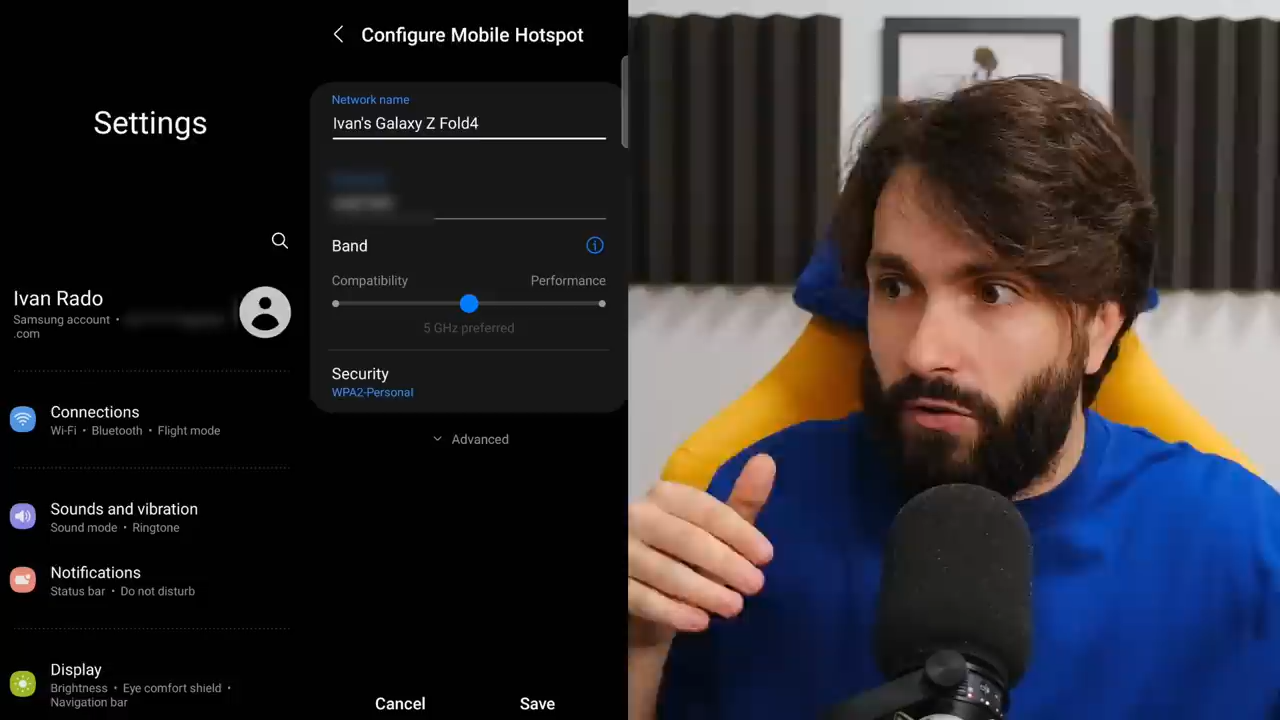 Settings
Ivan Rado
Samsung account •
.com
Connections
Wi-Fi • Bluetooth • Flight mode
Sounds and vibration
Sound mode • Ringtone
Notifications
Status bar • Do not disturb
Display
Brightness • Eye comfort shield •
Navigation bar
Configure Mobile Hotspot
Network name
Ivan's Galaxy Z Fold4
Band
Compatibility Performance
5 GHz preferred
Security
WPA2-Personal
Advanced
Cancel Save